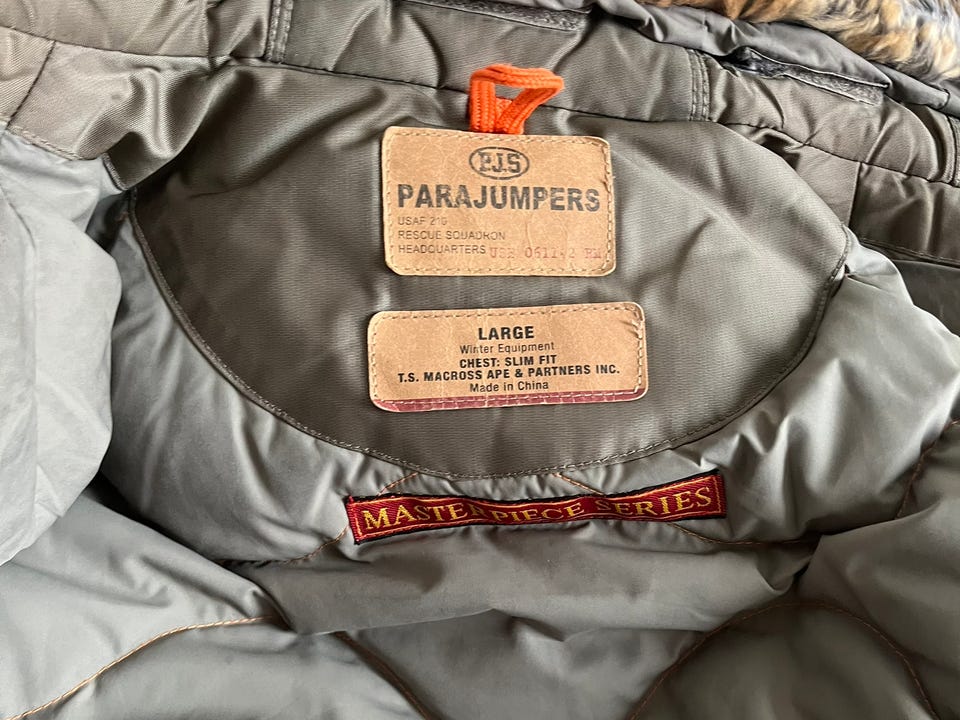 P.J.S
PARAJUMPERS
USAF 210
RESCUE SQUADRON
HEADQUARTERS
LARGE
Winter Equipment
CHEST: SLIM FIT
T.S. MACROSS APE & PARTNERS INC.
Made in China
MASTERPIECE SERIES